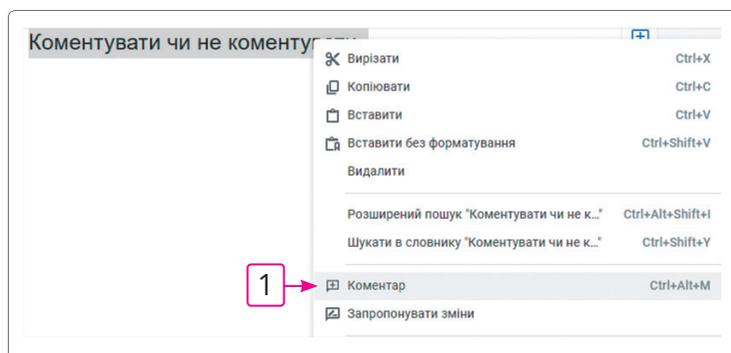 Коментувати чи не коментувати
Вирізати Ctrl+X
Копіювати Ctrl+C
Вставити Ctrl+V
Вставити без форматування Ctrl+Shift+V
Видалити
Розширений пошук "Коментувати чи не к..." Ctrl+Alt+Shift+I
Шукати в словнику "Коментувати чи не к..." Ctrl+Shift+Y
1 Коментар Ctrl+Alt+M
Запропонувати зміни